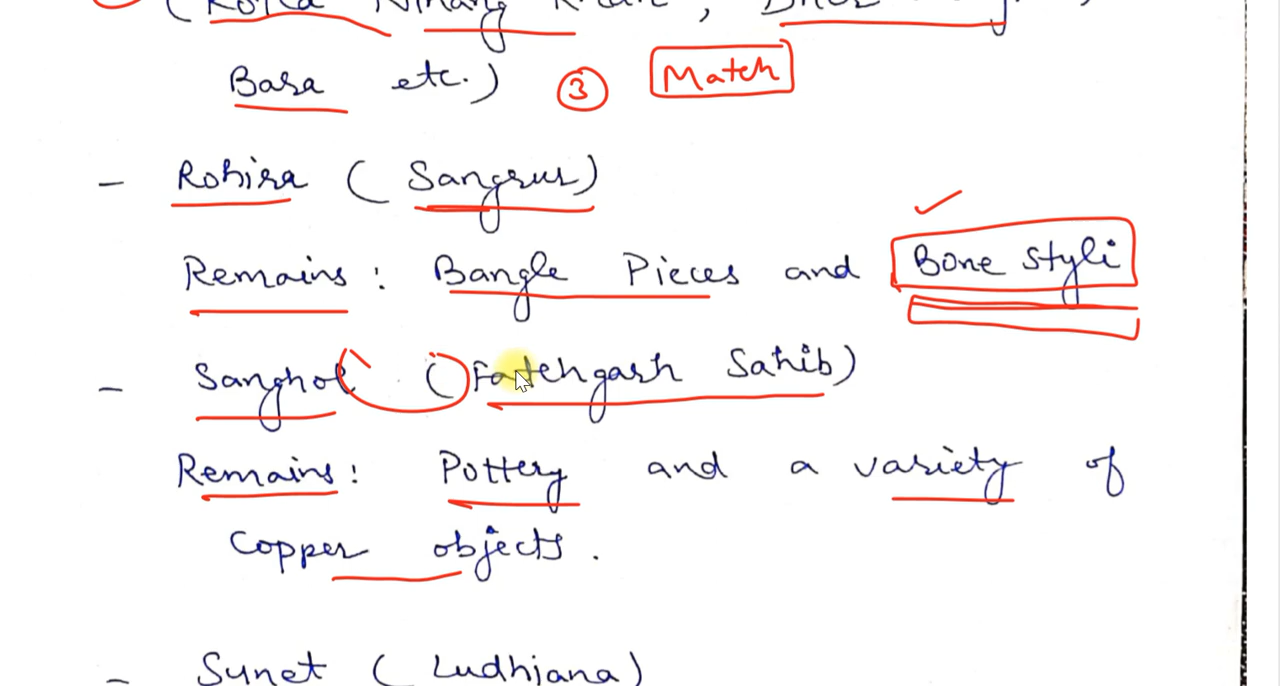 Bara etc.) ③ Match
- Rohira (Sangrur)
Remains: Bangle Pieces and Bone Styli
- Sanghol (Fatehgarh Sahib)
Remains: Pottery and a variety of
Copper objects.
- Sunet (Ludhiana)